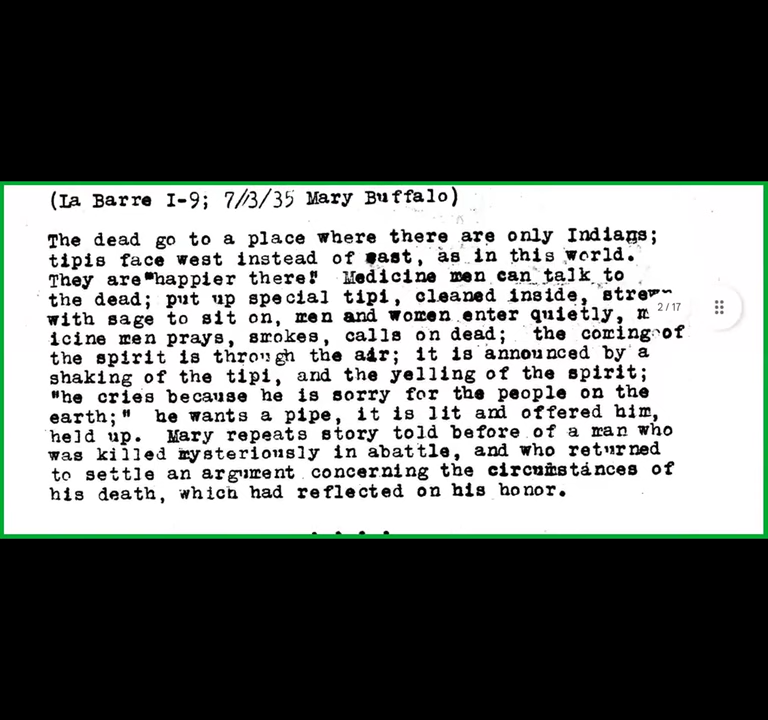 (La Barre I-9; 7/3/35 Mary Buffalo)
The dead go to a place where there are only Indians;
tipis face west instead of east, as in this world.
They are"happier there!" Medicine men can talk to
the dead; put up special tipi, cleaned inside,
with sage to sit on, men and women enter quietly,
icine men prays, smokes, calls on dead; the coming of
the spirit is through the air; it is announced by a
shaking of the tipi, and the yelling of the spirit;
"he cries because he is sorry for the people on the
earth;" he wants a pipe, it is lit and offered him,
held up. Mary repeats story told before of a man who
was killed mysteriously in abattle, and who returned
to settle an argument concerning the circumstances of
his death, which had reflected on his honor.
2/17